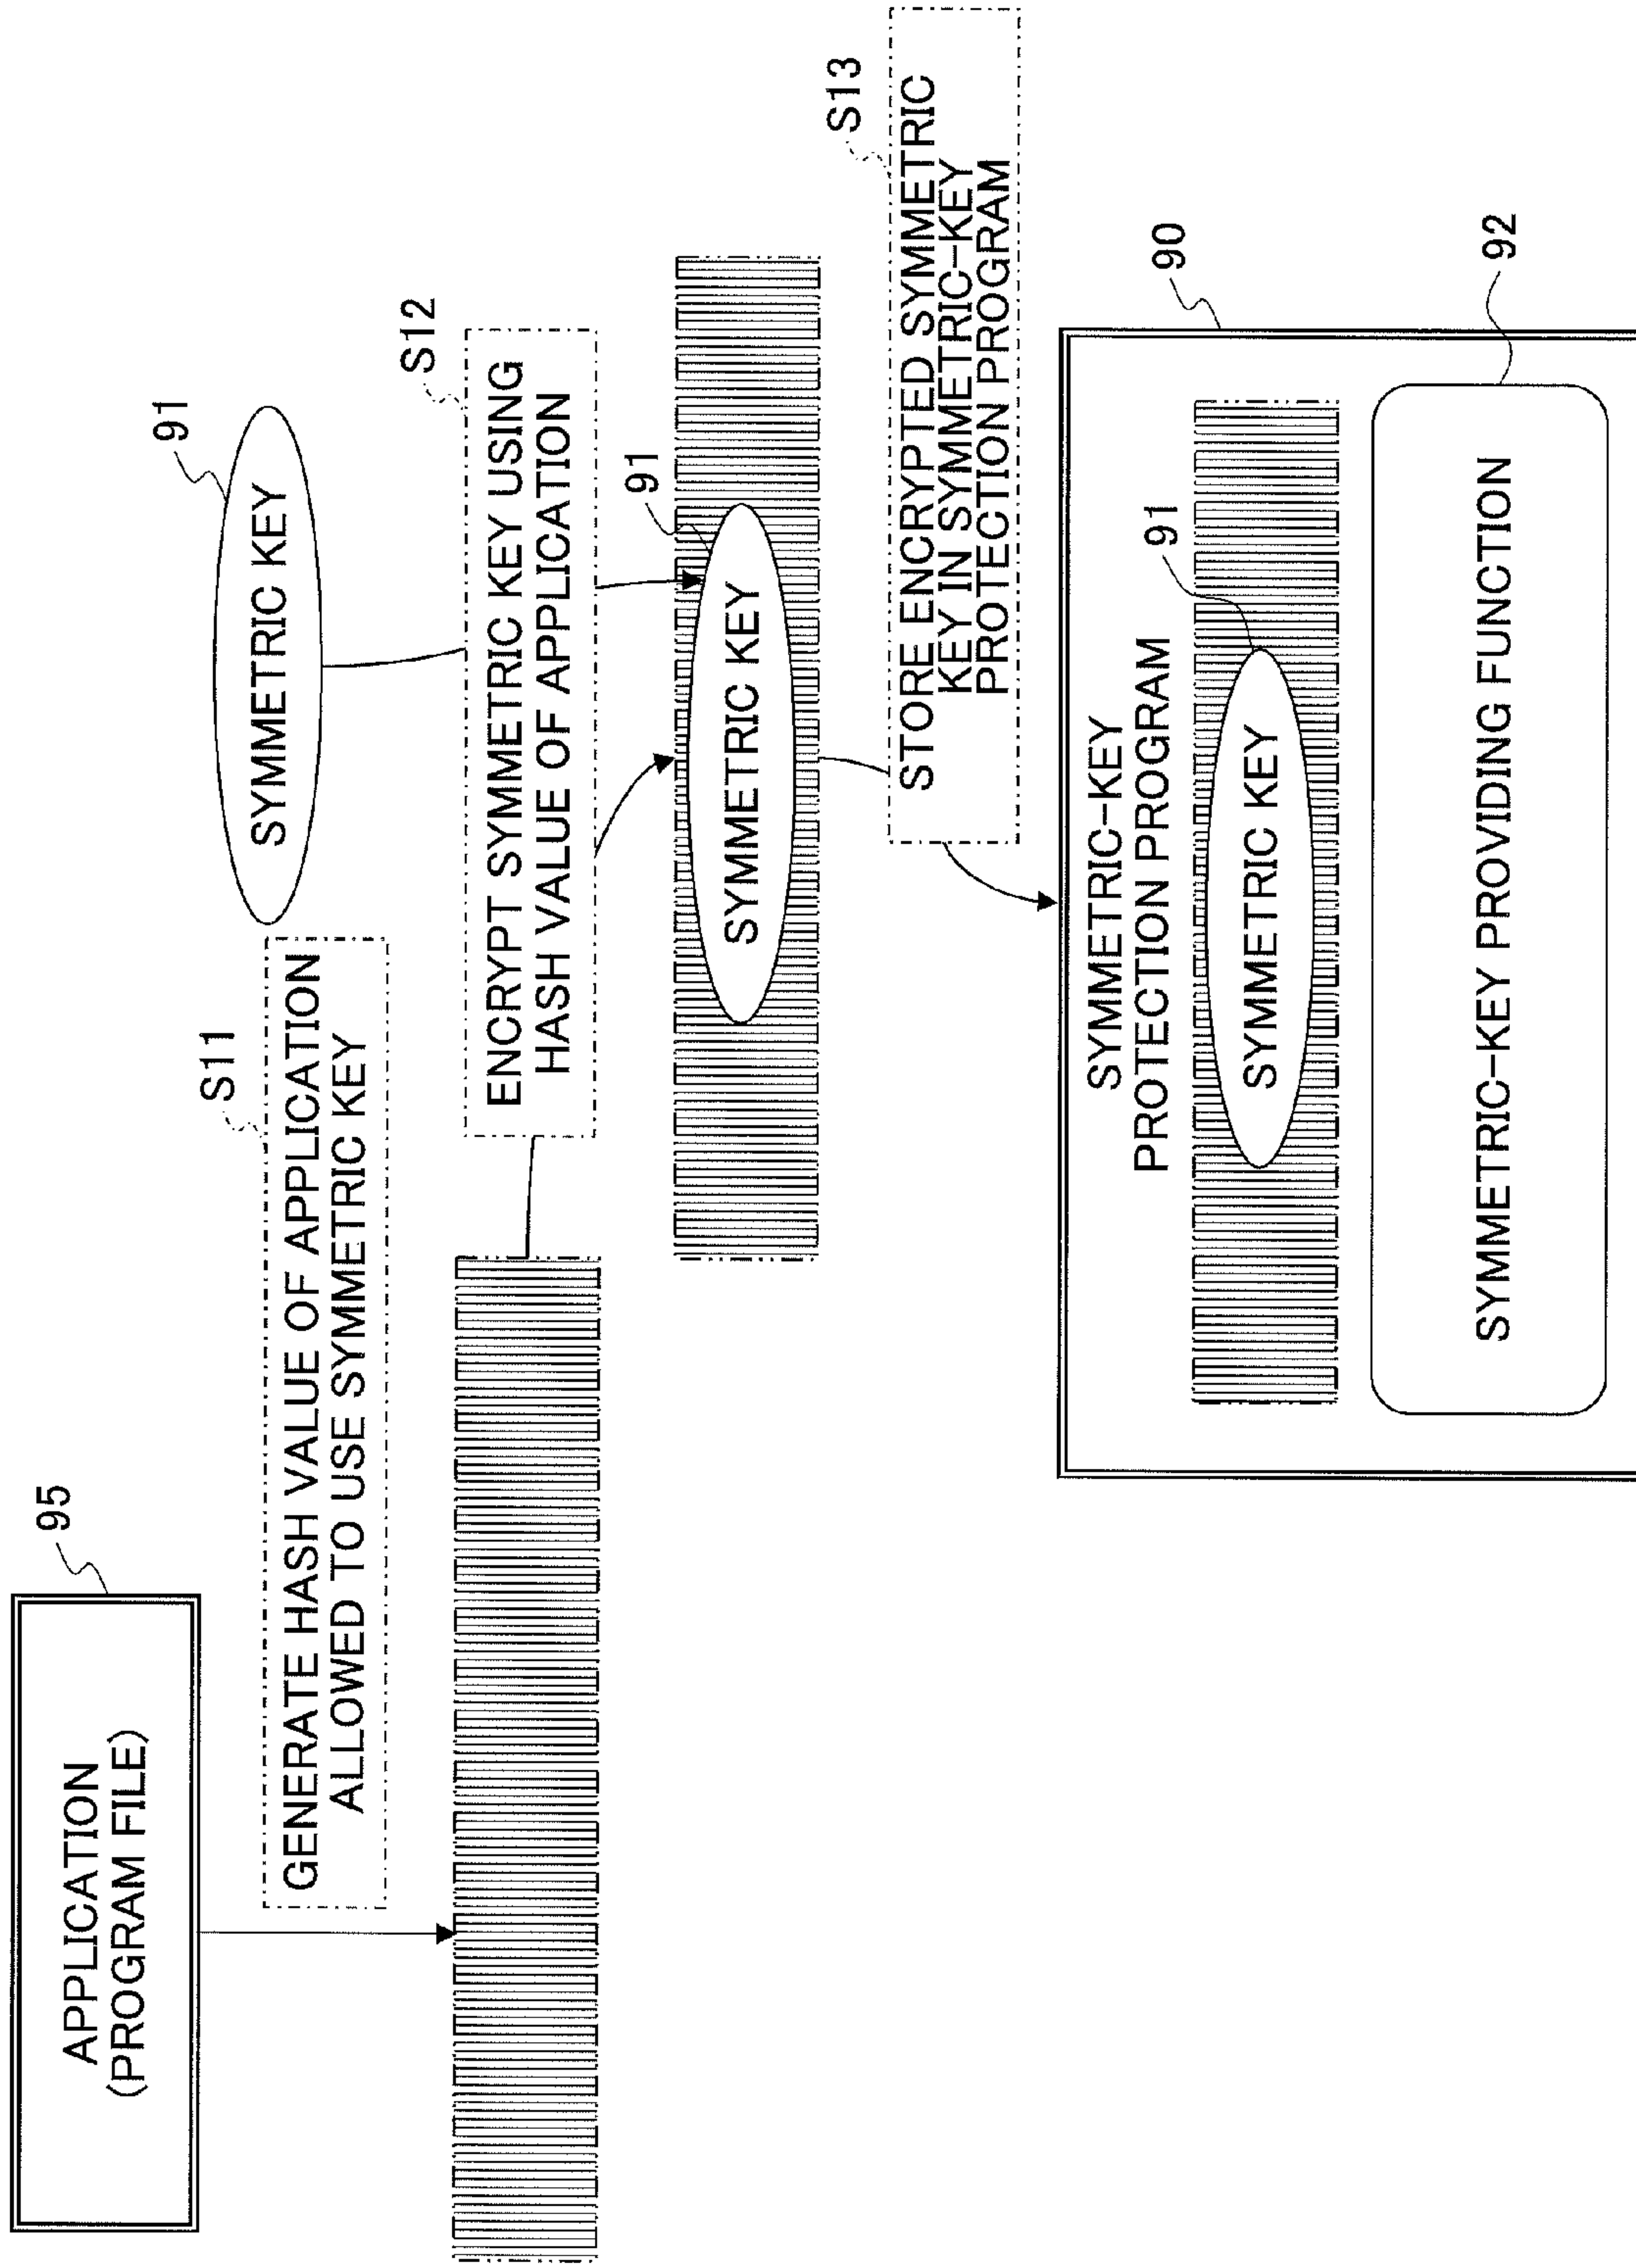 95
APPLICATION
(PROGRAM FILE)
S11
GENERATE HASH VALUE OF APPLICATION
ALLOWED TO USE SYMMETRIC KEY
91
SYMMETRIC KEY
S12
ENCRYPT SYMMETRIC KEY USING
HASH VALUE OF APPLICATION
91
SYMMETRIC KEY
S13
STORE ENCRYPTED SYMMETRIC
KEY IN SYMMETRIC-KEY
PROTECTION PROGRAM
90
SYMMETRIC-KEY
PROTECTION PROGRAM
91
SYMMETRIC KEY
92
SYMMETRIC-KEY PROVIDING FUNCTION